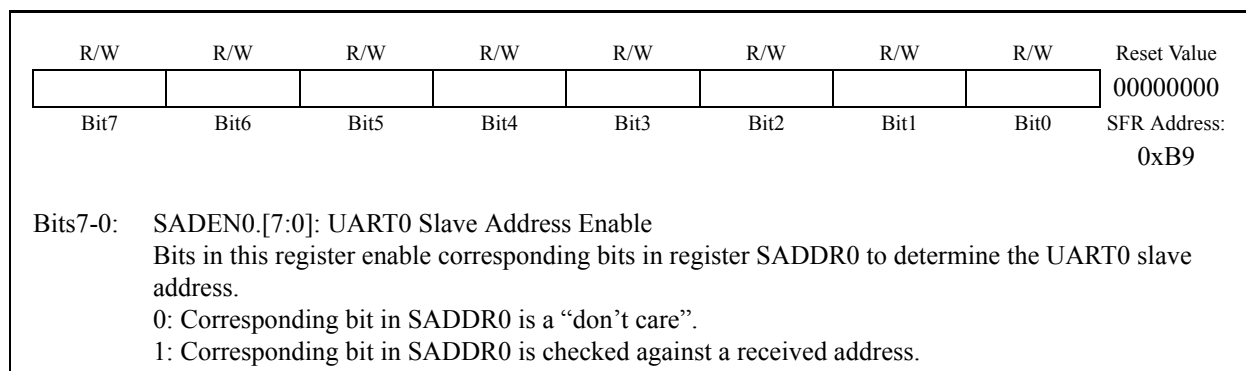 R/W R/W R/W R/W R/W R/W R/W R/W Reset Value
00000000
Bit7 Bit6 Bit5 Bit4 Bit3 Bit2 Bit1 Bit0 SFR Address:
0xB9
Bits7-0: SADEN0.[7:0]: UART0 Slave Address Enable
Bits in this register enable corresponding bits in register SADDR0 to determine the UART0 slave
address.
0: Corresponding bit in SADDR0 is a “don’t care”.
1: Corresponding bit in SADDR0 is checked against a received address.